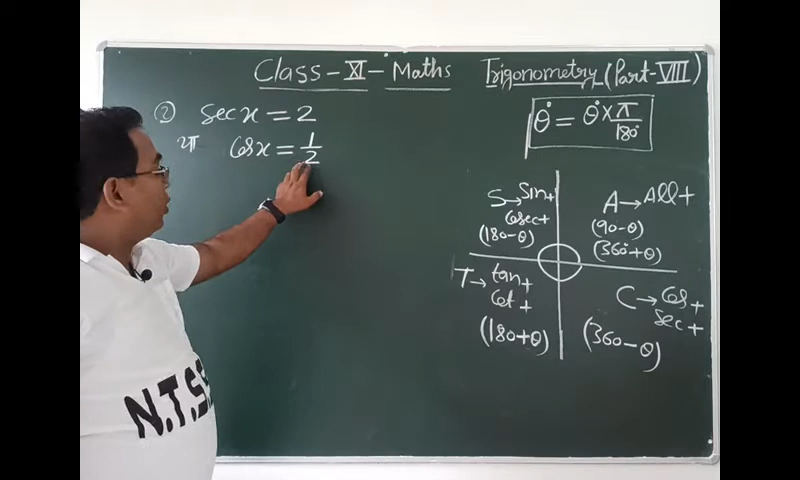 Class - XI - Maths Trigonometry (Part-VIII)
② sec x = 2
या cos x = 1/2
θ° = θ° × π/180°
S → Sin+
Cosec+
(180-θ)
A → All+
(90-θ)
(360°+θ)
T → tan+
Cot +
(180+θ)
C → Cos+
Sec+
(360-θ)
N.T.S